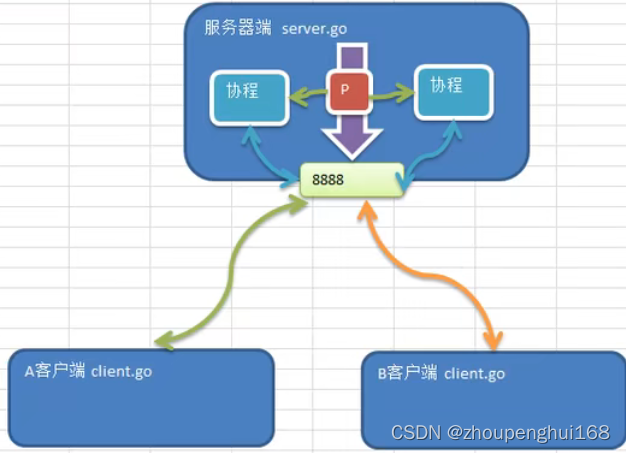 服务器端 server.go
协程
P
协程
8888
A客户端 client.go
B客户端 client.go
CSDN @zhoupenghui168